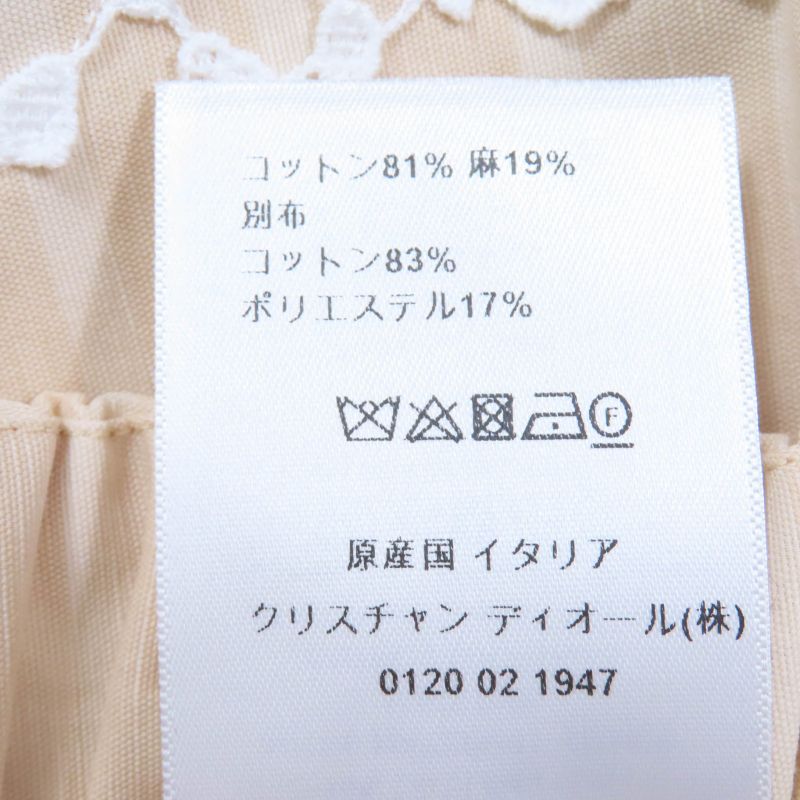 コットン81% 麻19%
別布
コットン83%
ポリエステル17%
F
原産国 イタリア
クリスチャン ディオール(株)
0120 02 1947